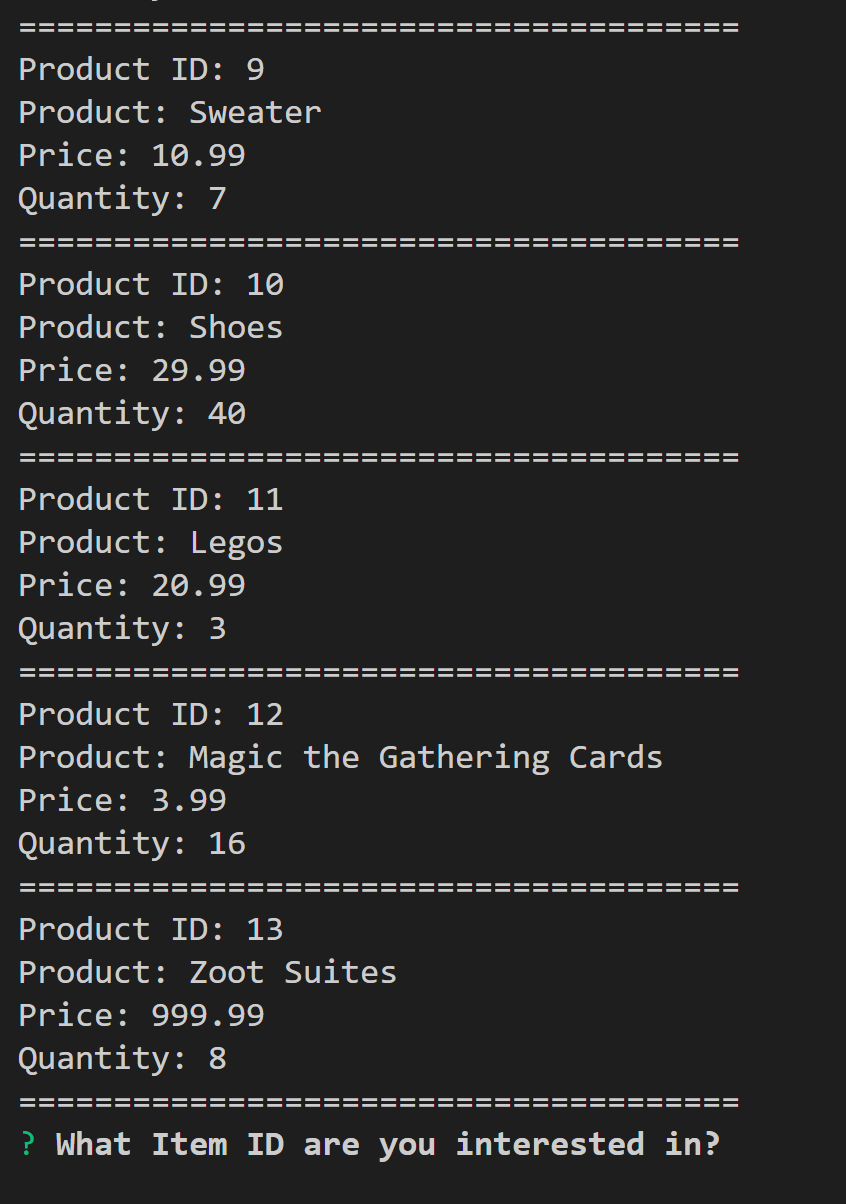 ======================================
Product ID: 9
Product: Sweater
Price: 10.99
Quantity: 7
======================================
Product ID: 10
Product: Shoes
Price: 29.99
Quantity: 40
======================================
Product ID: 11
Product: Legos
Price: 20.99
Quantity: 3
======================================
Product ID: 12
Product: Magic the Gathering Cards
Price: 3.99
Quantity: 16
======================================
Product ID: 13
Product: Zoot Suites
Price: 999.99
Quantity: 8
======================================
? What Item ID are you interested in?